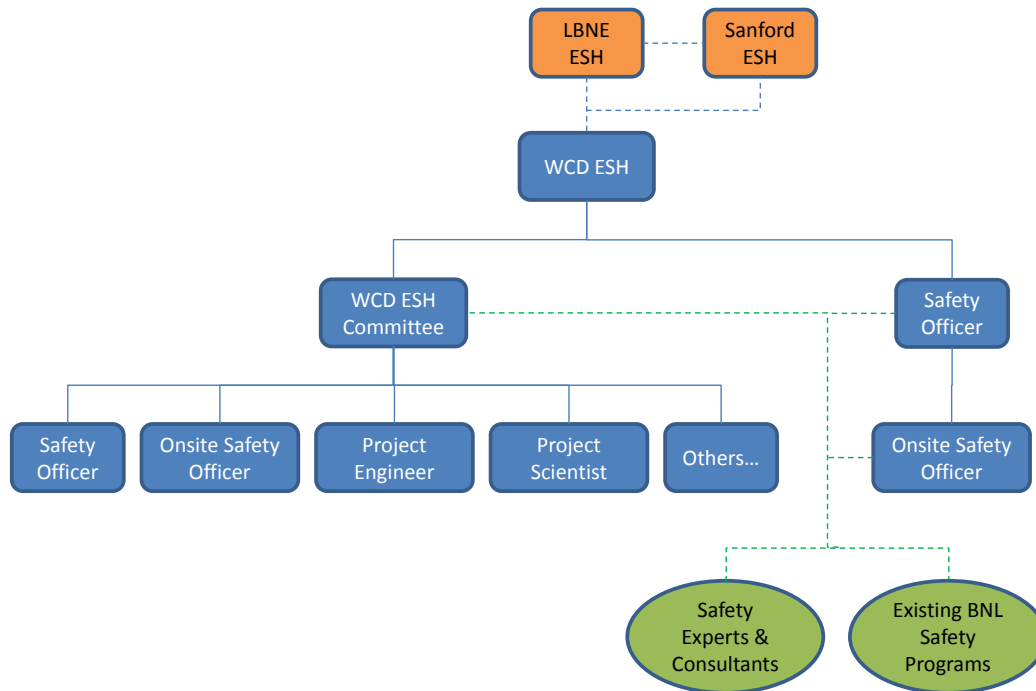 LBNE
ESH
Sanford
ESH
WCD ESH
WCD ESH
Committee
Safety
Officer
Safety
Officer
Onsite Safety
Officer
Project
Engineer
Project
Scientist
Others…
Onsite Safety
Officer
Safety
Experts &
Consultants
Existing BNL
Safety
Programs